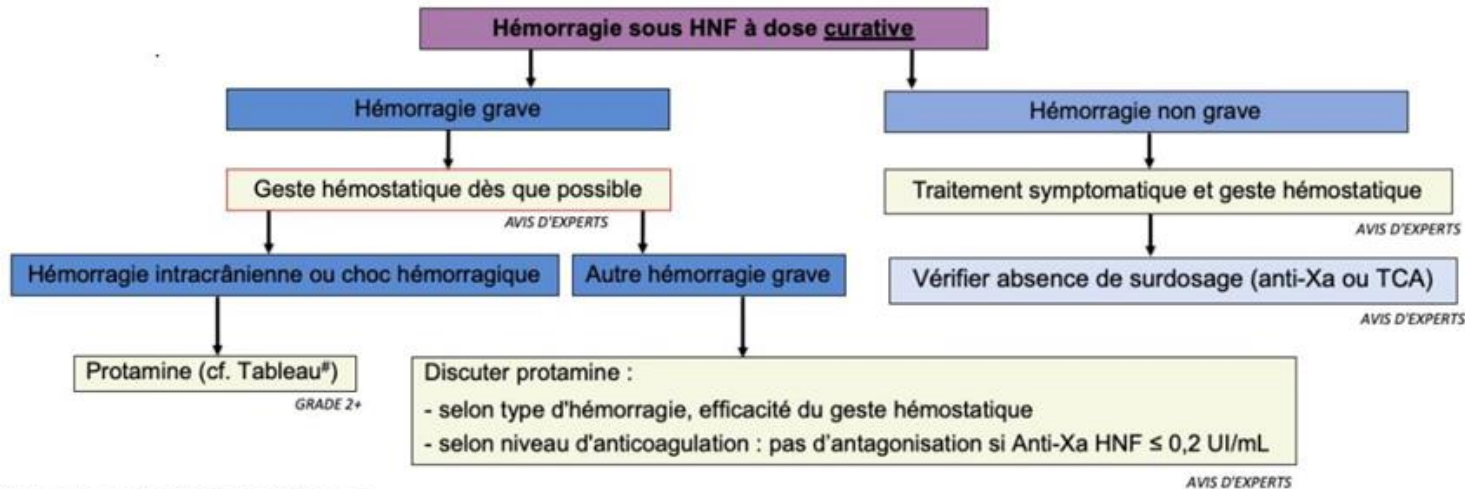 Hémorragie sous HNF à dose curative
Hémorragie grave
Hémorragie non grave
Geste hémostatique dès que possible
AVIS D'EXPERTS
Traitement symptomatique et geste hémostatique
AVIS D'EXPERTS
Hémorragie intracrânienne ou choc hémorragique
Autre hémorragie grave
Vérifier absence de surdosage (anti-Xa ou TCA)
AVIS D'EXPERTS
Protamine (cf. Tableau#)
GRADE 2+
Discuter protamine :
- selon type d'hémorragie, efficacité du geste hémostatique
- selon niveau d'anticoagulation : pas d'antagonisation si Anti-Xa HNF ≤ 0,2 UI/mL
AVIS D'EXPERTS